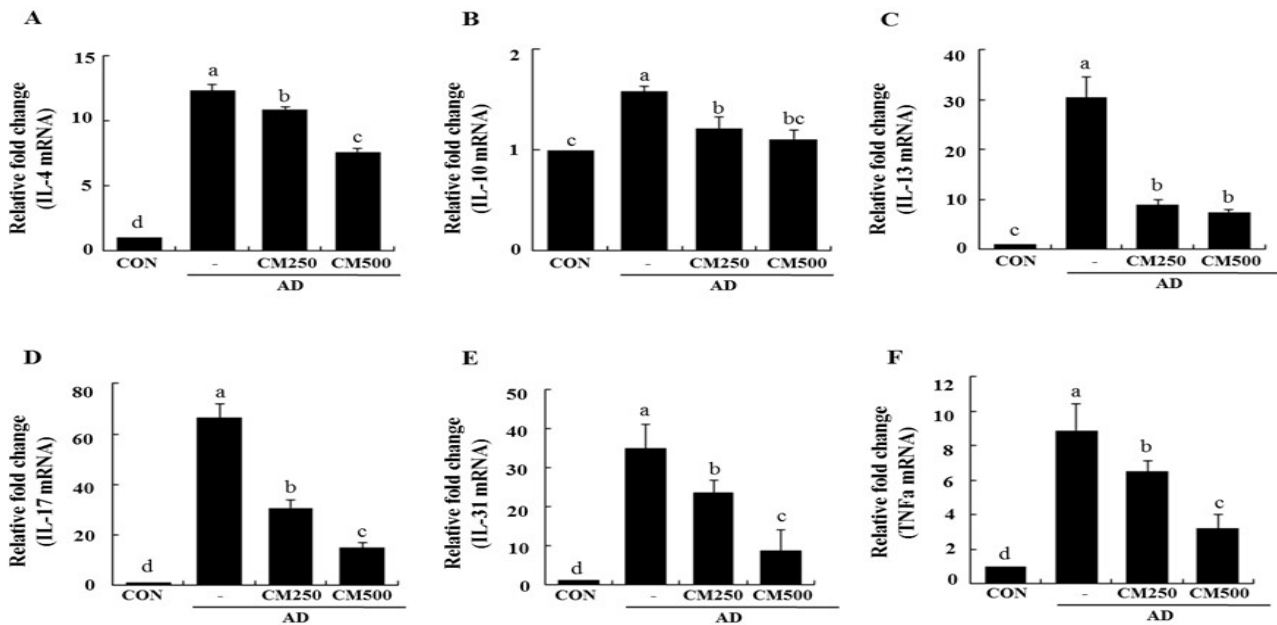 A
Relative fold change
(IL-4 mRNA)
15
10
5
0
a
b
c
d
CON
-
CM250
CM500
AD
B
Relative fold change
(IL-10 mRNA)
2
1
0
a
b
bc
c
CON
-
CM250
CM500
AD
C
Relative fold change
(IL-13 mRNA)
40
30
20
10
0
a
b
b
c
CON
-
CM250
CM500
AD
D
Relative fold change
(IL-17 mRNA)
80
60
40
20
0
a
b
c
d
CON
-
CM250
CM500
AD
E
Relative fold change
(IL-31 mRNA)
50
40
30
20
10
0
a
b
c
d
CON
-
CM250
CM500
AD
F
Relative fold change
(TNFa mRNA)
12
10
8
6
4
2
0
a
b
c
d
CON
-
CM250
CM500
AD